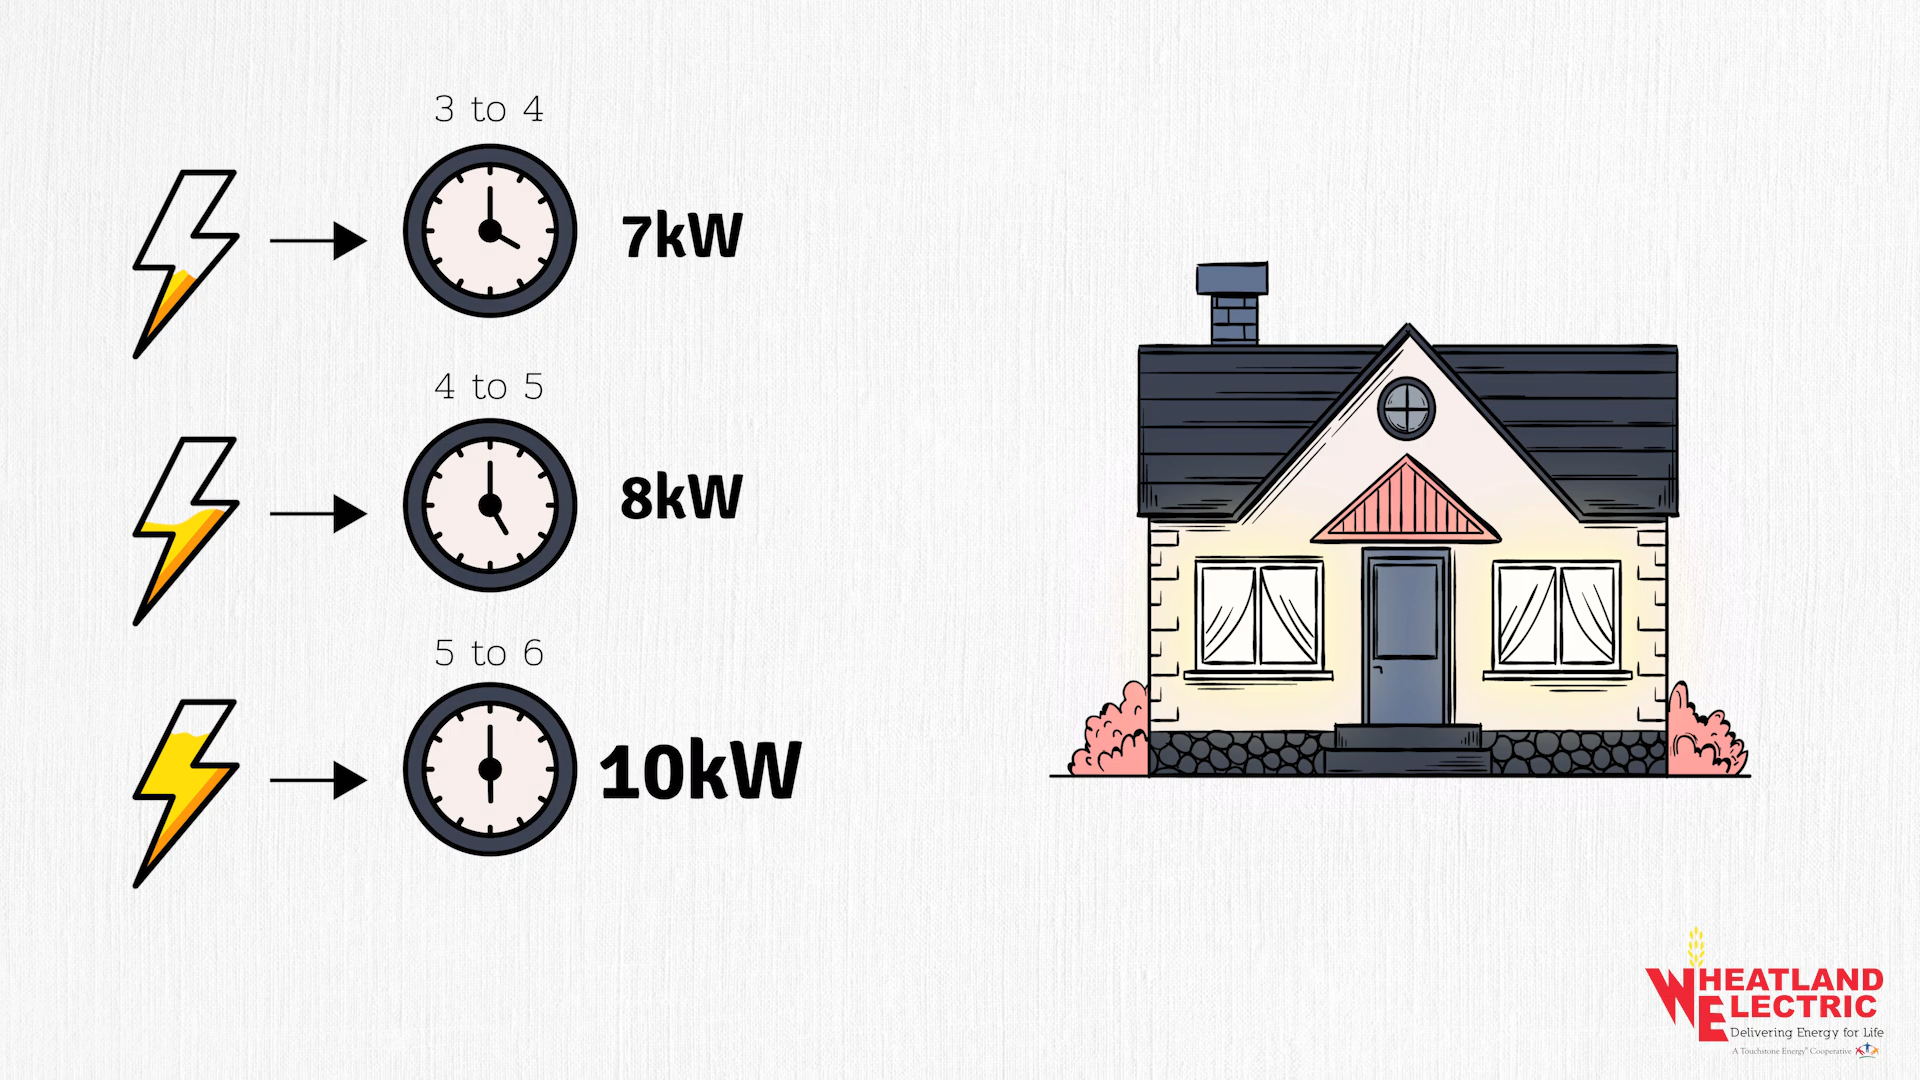 3 to 4
7kW
4 to 5
8kW
5 to 6
10kW
WHEATLAND
ELECTRIC
Delivering Energy for Life
A Touchstone Energy® Cooperative